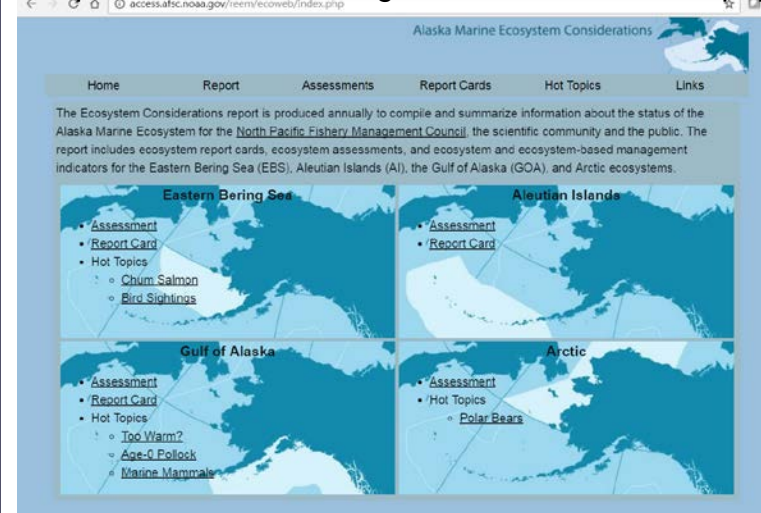 access.afsc.noaa.gov/reem/ecoweb/index.php
Alaska Marine Ecosystem Considerations
Home Report Assessments Report Cards Hot Topics Links
The Ecosystem Considerations report is produced annually to compile and summarize information about the status of the
Alaska Marine Ecosystem for the North Pacific Fishery Management Council, the scientific community and the public. The
report includes ecosystem report cards, ecosystem assessments, and ecosystem and ecosystem-based management
indicators for the Eastern Bering Sea (EBS), Aleutian Islands (AI), the Gulf of Alaska (GOA), and Arctic ecosystems.
Eastern Bering Sea
Assessment
Report Card
Hot Topics
Chum Salmon
Bird Sightings
Aleutian Islands
Assessment
Report Card
Gulf of Alaska
Assessment
Report Card
Hot Topics
Too Warm?
Age-0 Pollock
Marine Mammals
Arctic
Assessment
Hot Topics
Polar Bears